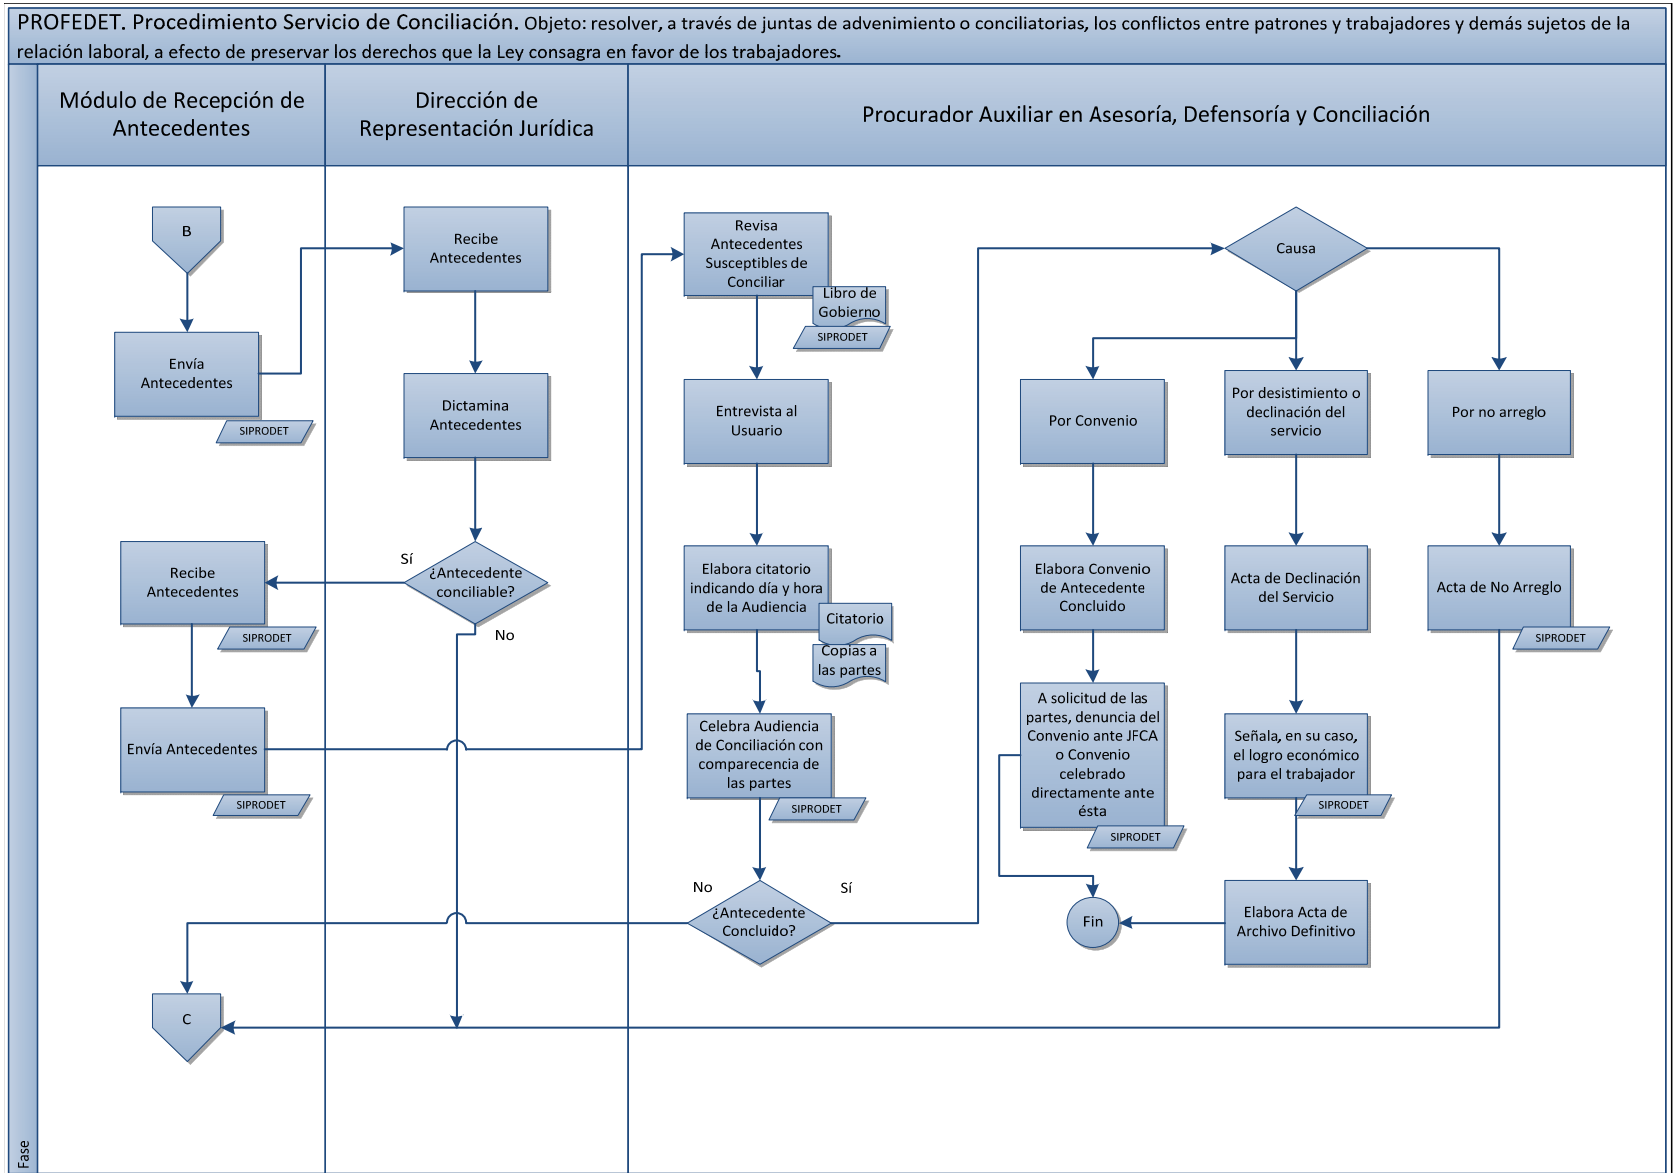 PROFEDET. Procedimiento Servicio de Conciliación. Objeto: resolver, a través de juntas de advenimiento o conciliatorias, los conflictos entre patrones y trabajadores y demás sujetos de la
relación laboral, a efecto de preservar los derechos que la Ley consagra en favor de los trabajadores.
Módulo de Recepción de
Antecedentes
Dirección de
Representación Jurídica
Procurador Auxiliar en Asesoría, Defensoría y Conciliación
B
Envía
Antecedentes
SIPRODET
Recibe
Antecedentes
SIPRODET
Envía Antecedentes
SIPRODET
C
Recibe
Antecedentes
Dictamina
Antecedentes
Sí
¿Antecedente
conciliable?
No
Revisa
Antecedentes
Susceptibles de
Conciliar
Libro de
Gobierno
SIPRODET
Entrevista al
Usuario
Elabora citatorio
indicando día y hora
de la Audiencia
Citatorio
Copias a
las partes
Celebra Audiencia
de Conciliación con
comparecencia de
las partes
SIPRODET
No
Sí
¿Antecedente
Concluido?
Causa
Por Convenio
Elabora Convenio
de Antecedente
Concluido
A solicitud de las
partes, denuncia del
Convenio ante JFCA
o Convenio
celebrado
directamente ante
ésta
SIPRODET
Fin
Por desistimiento o
declinación del
servicio
Acta de Declinación
del Servicio
Señala, en su caso,
el logro económico
para el trabajador
SIPRODET
Elabora Acta de
Archivo Definitivo
Por no arreglo
Acta de No Arreglo
SIPRODET
Fase